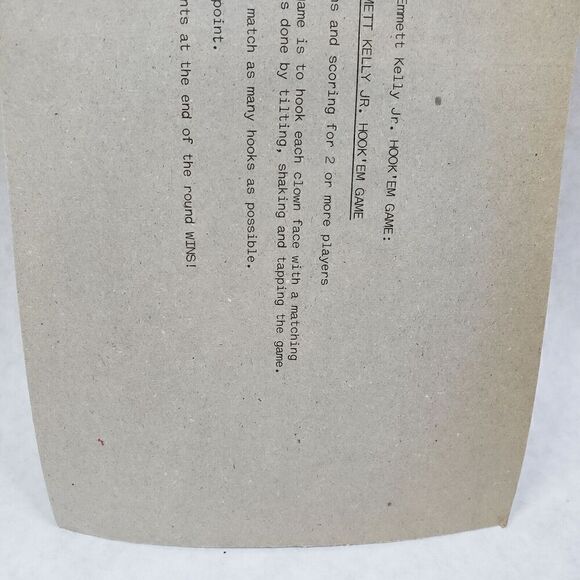 Emmett Kelly Jr. HOOK'EM GAME:
METT KELLY JR. HOOK'EM GAME
s and scoring for 2 or more players
ame is to hook each clown face with a matching
s done by tilting, shaking and tapping the game.
match as many hooks as possible.
point.
nts at the end of the round WINS!